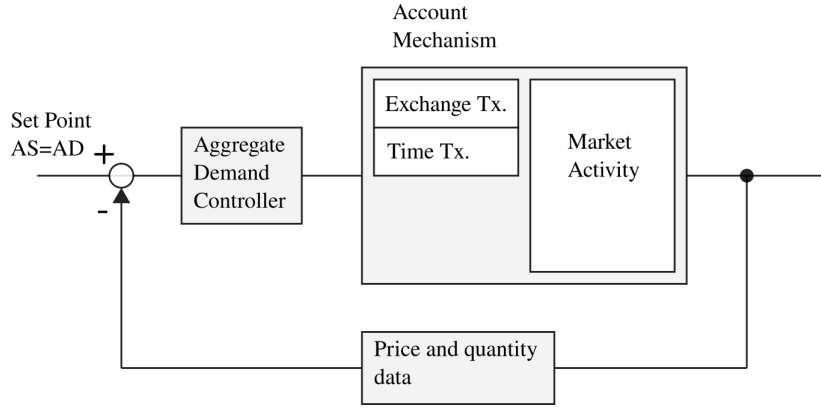 Account
Mechanism
Exchange Tx.
Time Tx.
Market
Activity
Set Point
AS=AD
+
-
Aggregate
Demand
Controller
Price and quantity
data